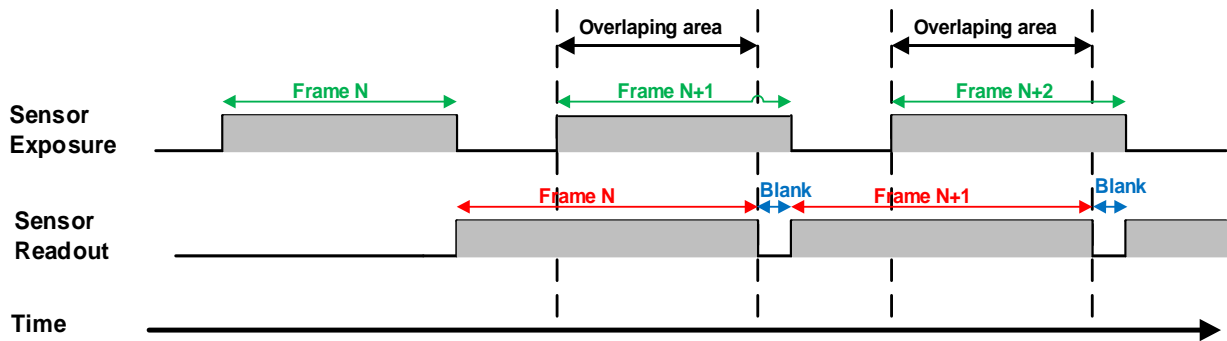 Overlaping area
Overlaping area
Frame N
Frame N+1
Frame N+2
Sensor
Exposure
Frame N
Blank
Frame N+1
Blank
Sensor
Readout
Time